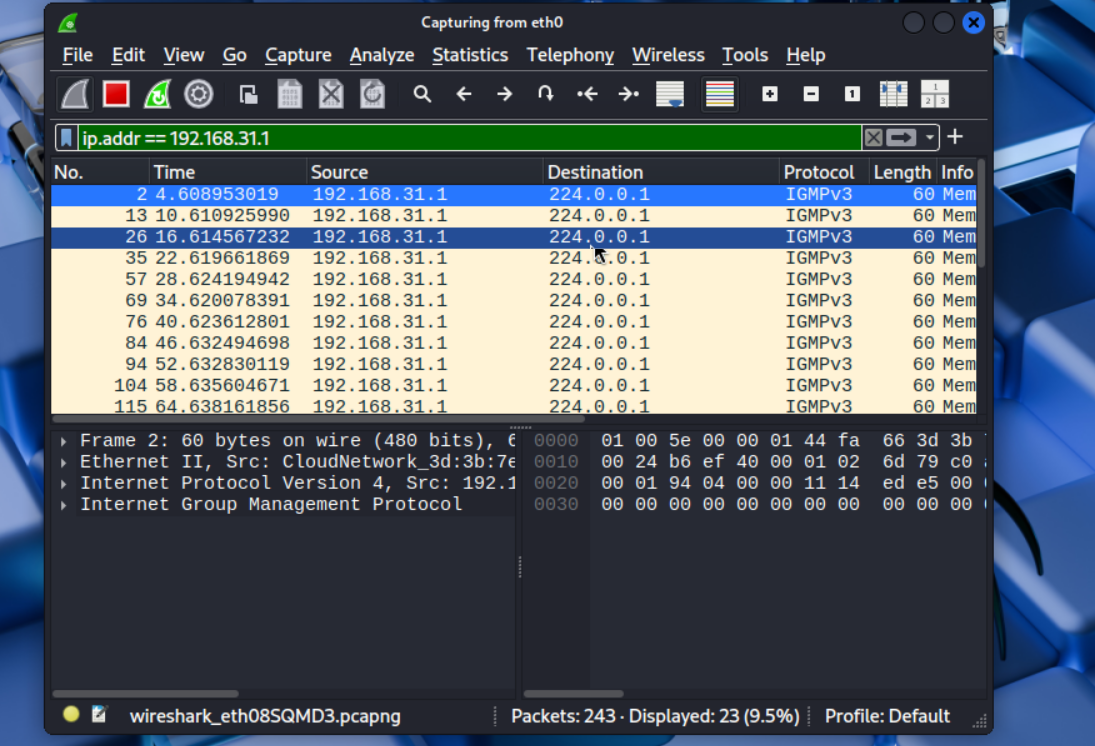 Capturing from eth0
File Edit View Go Capture Analyze Statistics Telephony Wireless Tools Help
ip.addr == 192.168.31.1
No. Time Source Destination Protocol Length Info
2 4.608953019 192.168.31.1 224.0.0.1 IGMPv3 60 Mem
13 10.610925990 192.168.31.1 224.0.0.1 IGMPv3 60 Mem
26 16.614567232 192.168.31.1 224.0.0.1 IGMPv3 60 Mem
35 22.619661869 192.168.31.1 224.0.0.1 IGMPv3 60 Mem
57 28.624194942 192.168.31.1 224.0.0.1 IGMPv3 60 Mem
69 34.620078391 192.168.31.1 224.0.0.1 IGMPv3 60 Mem
76 40.623612801 192.168.31.1 224.0.0.1 IGMPv3 60 Mem
84 46.632494698 192.168.31.1 224.0.0.1 IGMPv3 60 Mem
94 52.632830119 192.168.31.1 224.0.0.1 IGMPv3 60 Mem
104 58.635604671 192.168.31.1 224.0.0.1 IGMPv3 60 Mem
115 64.638161856 192.168.31.1 224.0.0.1 IGMPv3 60 Mem
Frame 2: 60 bytes on wire (480 bits), 6
Ethernet II, Src: CloudNetwork_3d:3b:7e
Internet Protocol Version 4, Src: 192.1
Internet Group Management Protocol
0000 01 00 5e 00 00 01 44 fa 66 3d 3b
0010 00 24 b6 ef 40 00 01 02 6d 79 c0
0020 00 01 94 04 00 00 11 14 ed e5 00
0030 00 00 00 00 00 00 00 00 00 00 00
wireshark_eth08SQMD3.pcapng
Packets: 243 · Displayed: 23 (9.5%)
Profile: Default